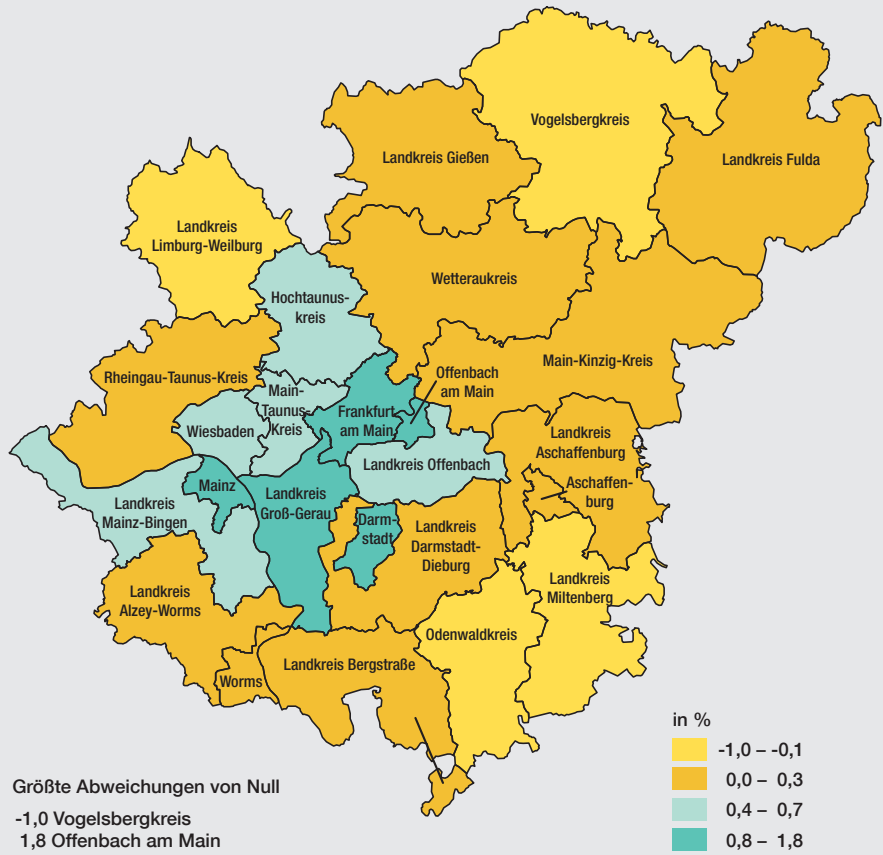 Vogelsbergkreis
Landkreis Gießen
Landkreis Fulda
Landkreis
Limburg-Weilburg
Wetteraukreis
Hochtaunus-
kreis
Main-Kinzig-Kreis
Offenbach
am Main
Rheingau-Taunus-Kreis
Main-
Taunus-
Kreis
Frankfurt
am Main
Wiesbaden
Landkreis
Aschaffenburg
Landkreis Offenbach
Aschaffen-
burg
Mainz
Landkreis
Groß-Gerau
Landkreis
Mainz-Bingen
Darm-
stadt
Landkreis
Darmstadt-
Dieburg
Landkreis
Miltenberg
Landkreis
Alzey-Worms
Odenwaldkreis
Landkreis Bergstraße
Worms
in %
-1,0 – -0,1
0,0 – 0,3
0,4 – 0,7
0,8 – 1,8
Größte Abweichungen von Null
-1,0 Vogelsbergkreis
1,8 Offenbach am Main